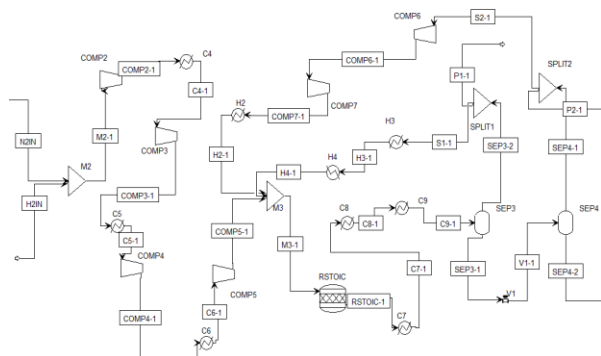 COMP6
S2-1
COMP2
COMP2-1
C4
COMP6-1
P1-1
SPLIT2
C4-1
COMP7
P2-1
N2IN
M2
M2-1
COMP3
H2
COMP7-1
H3
SPLIT1
S1-1
SEP3-2
SEP4-1
H2-1
H4-1
H4
H3-1
H2IN
COMP3-1
M3
C5
COMP5-1
C8
C9
SEP3
SEP4
C5-1
M3-1
C8-1
C9-1
COMP4
RSTOIC
C7-1
SEP3-1
V1-1
COMP5
SEP4-2
C6-1
RSTOIC-1
V1
COMP4-1
C6
C7